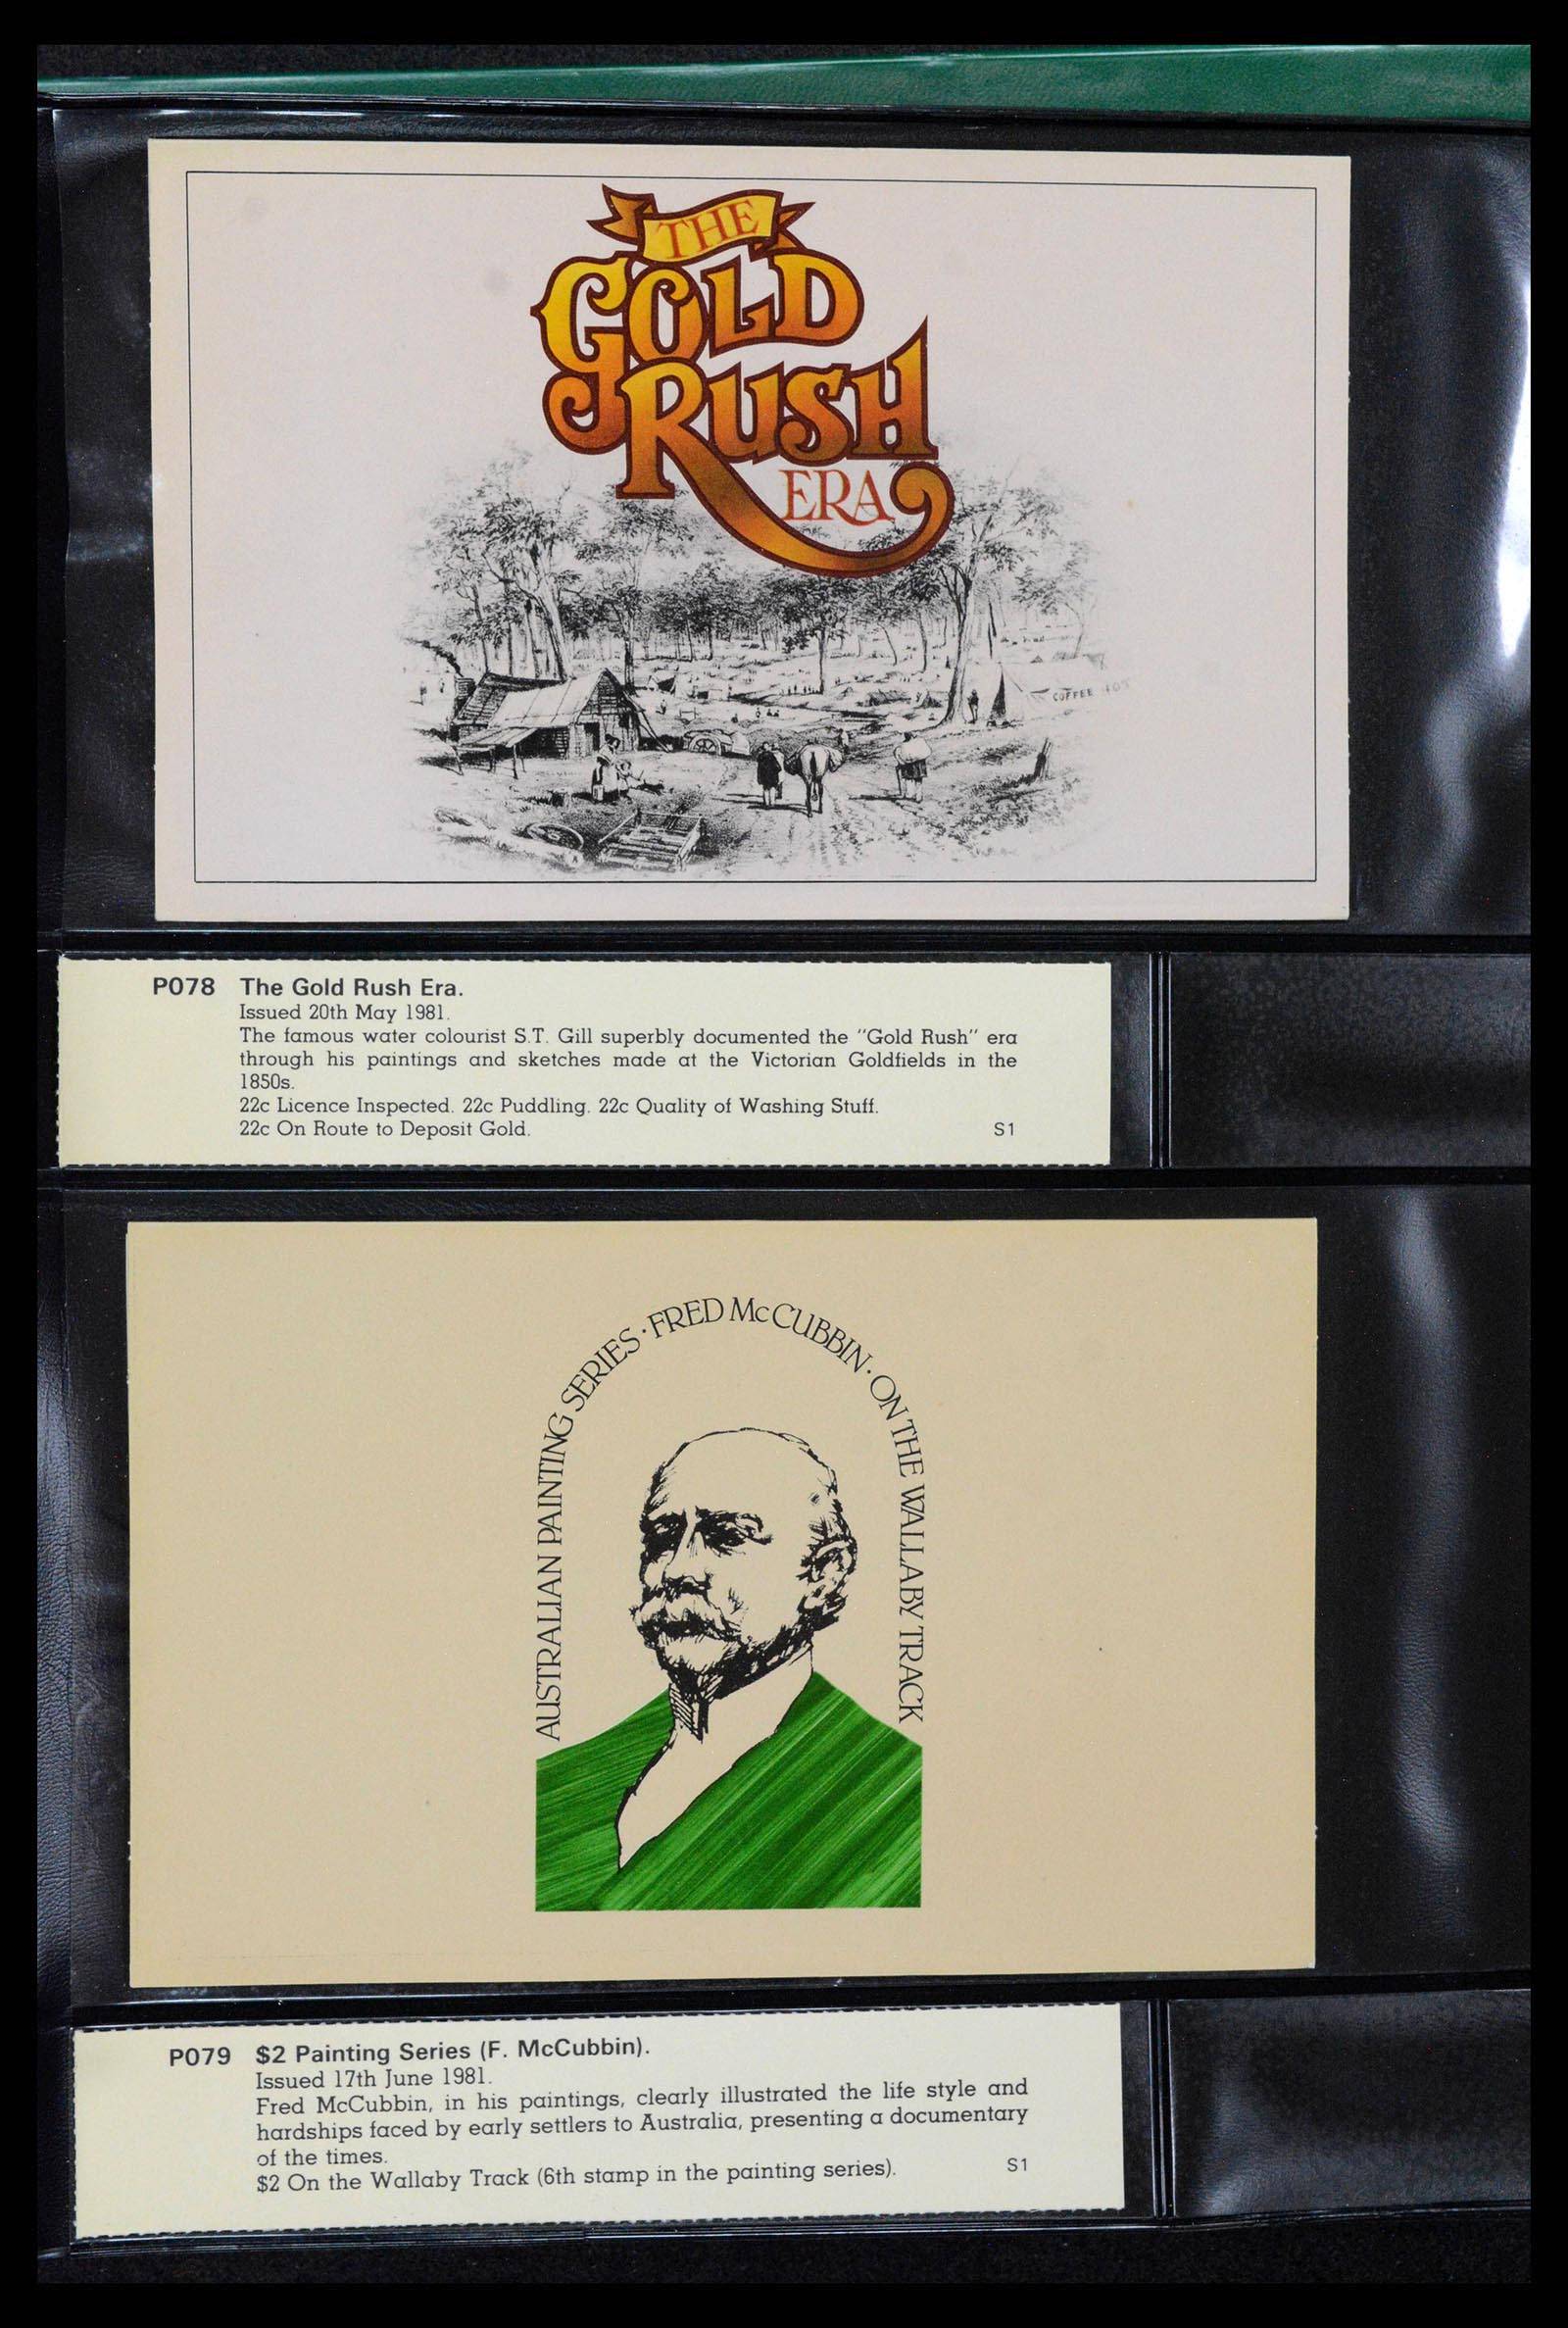 THE
GOLD
RUSH
ERA
COFFEE
P078 The Gold Rush Era.
Issued 20th May 1981.
The famous water colourist S.T. Gill superbly documented the "Gold Rush" era
through his paintings and sketches made at the Victorian Goldfields in the
1850s.
22c Licence Inspected. 22c Puddling. 22c Quality of Washing Stuff.
22c On Route to Deposit Gold. S1
AUSTRALIAN PAINTING SERIES · FRED McCUBBIN · ON THE WALLABY TRACK
P079 $2 Painting Series (F. McCubbin).
Issued 17th June 1981.
Fred McCubbin, in his paintings, clearly illustrated the life style and
hardships faced by early settlers to Australia, presenting a documentary
of the times.
$2 On the Wallaby Track (6th stamp in the painting series). S1